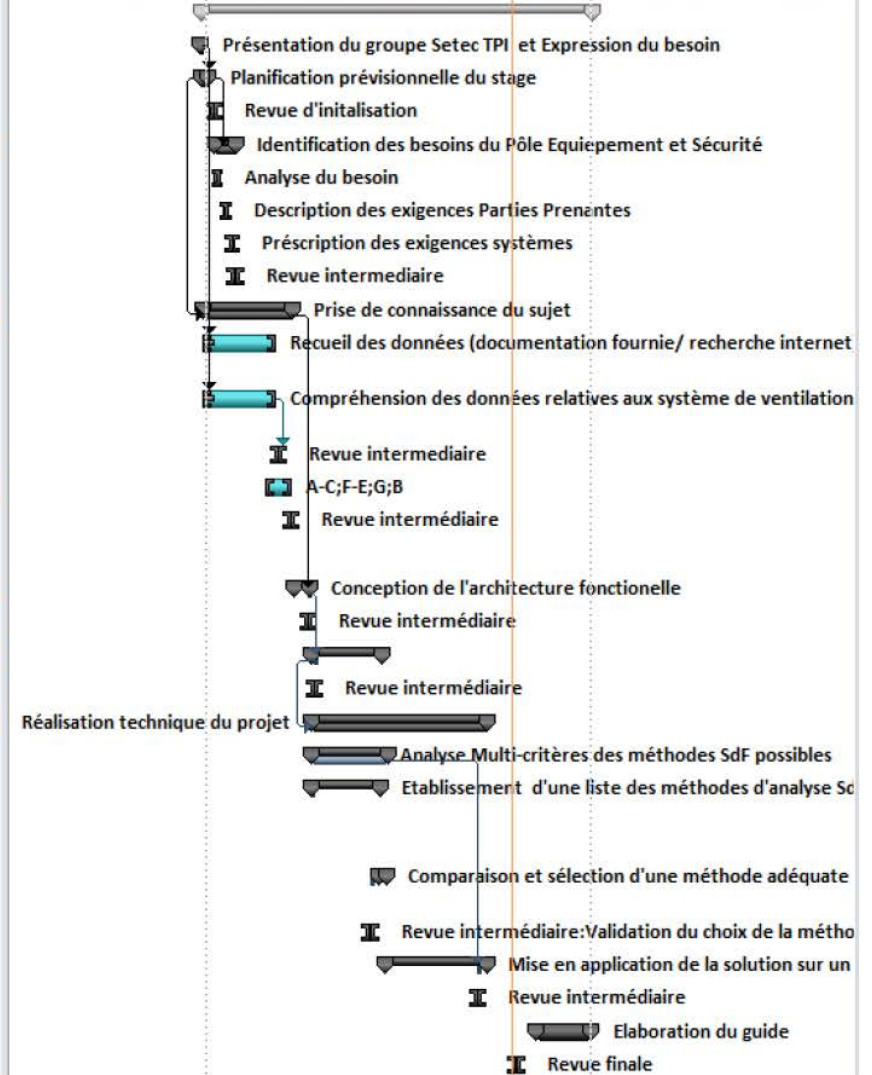 Présentation du groupe Setec TPI et Expression du besoin
Planification prévisionnelle du stage
Revue d'initalisation
Identification des besoins du Pôle Equiepement et Sécurité
Analyse du besoin
Description des exigences Parties Prenantes
Préscription des exigences systèmes
Revue intermediaire
Prise de connaissance du sujet
Recueil des données (documentation fournie/ recherche internet
Compréhension des données relatives aux système de ventilation
Revue intermediaire
A-C;F-E;G;B
Revue intermédiaire
Conception de l'architecture fonctionelle
Revue intermédiaire
Revue intermédiaire
Réalisation technique du projet
Analyse Multi-critères des méthodes SdF possibles
Etablissement d'une liste des méthodes d'analyse Sd
Comparaison et sélection d'une méthode adéquate
Revue intermédiaire:Validation du choix de la métho
Mise en application de la solution sur un
Revue intermédiaire
Elaboration du guide
Revue finale